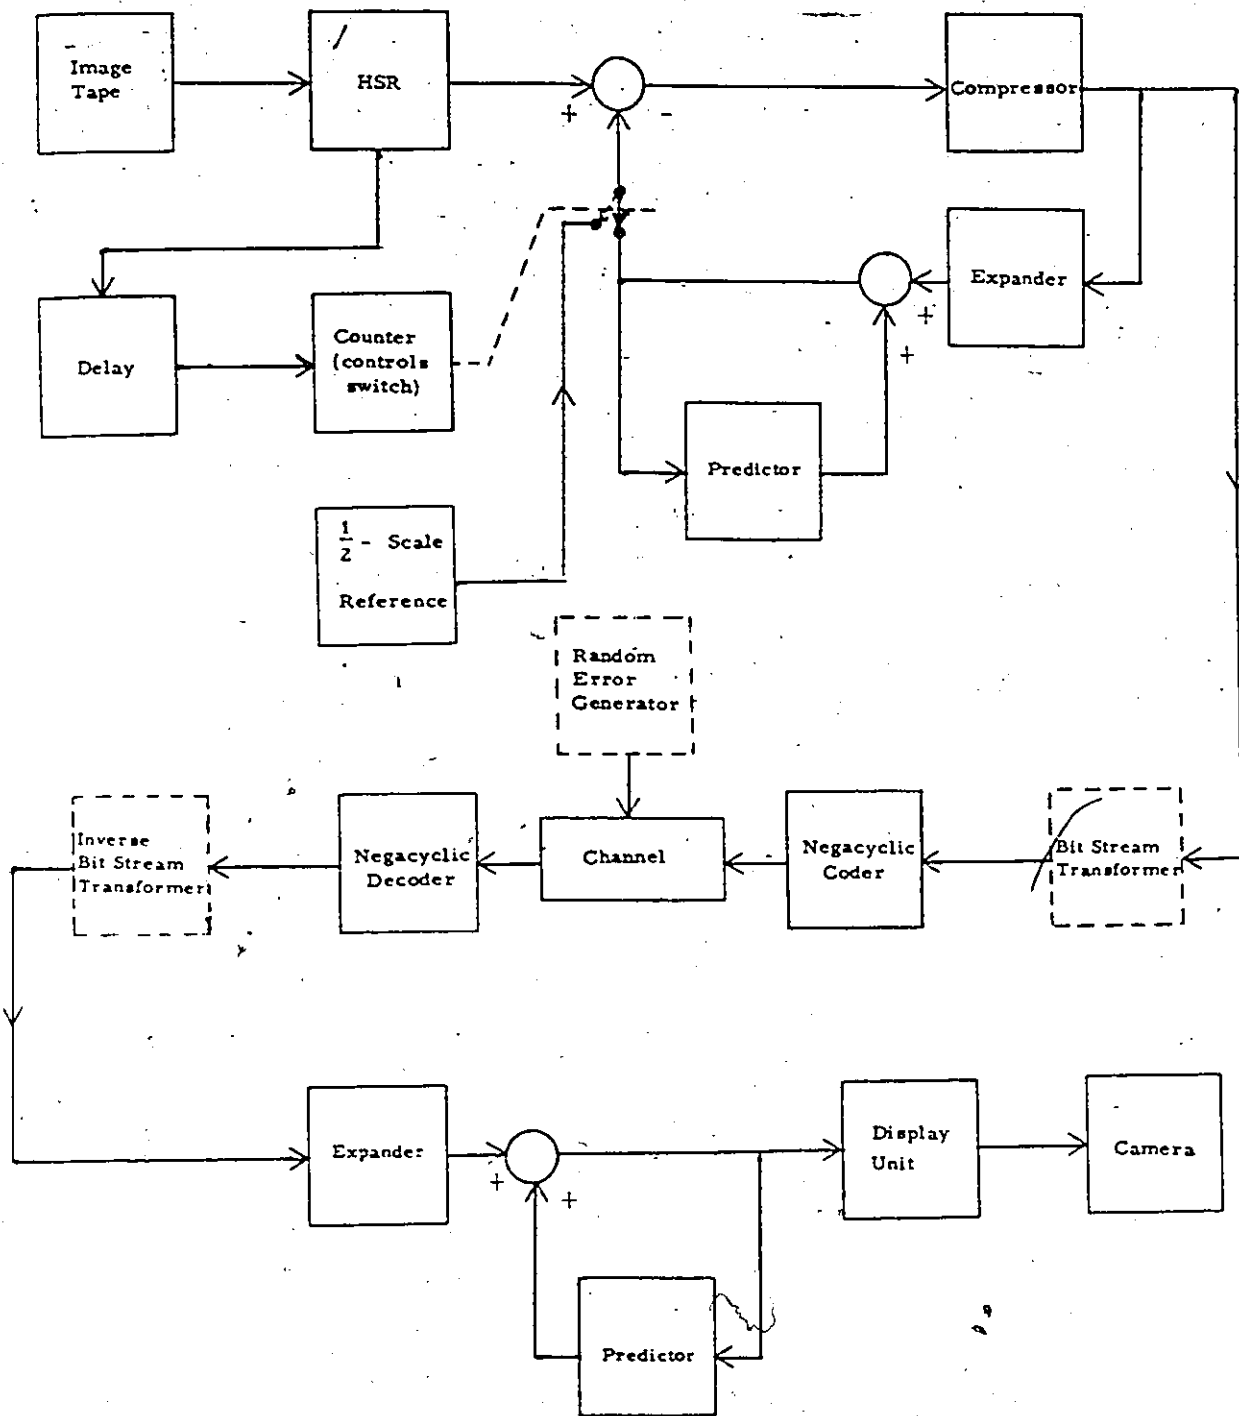 Image
Tape
HSR
+
-
Compressor
Expander
+
+
Delay
Counter
(controls
switch)
Predictor
1/2 - Scale
Reference
Random
Error
Generator
Inverse
Bit Stream
Transformer
Negacyclic
Decoder
Channel
Negacyclic
Coder
Bit Stream
Transformer
Expander
+
+
Display
Unit
Camera
Predictor